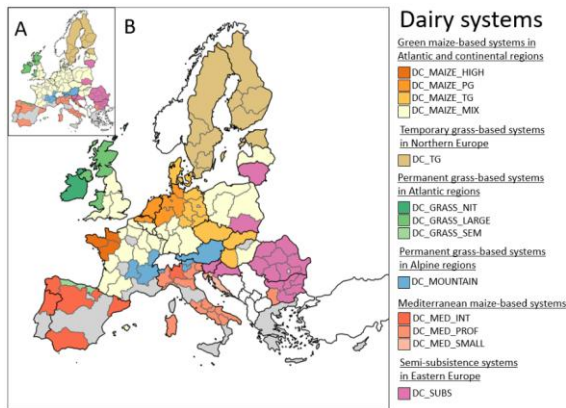 A
B
Dairy systems
Green maize-based systems in
Atlantic and continental regions
DC_MAIZE_HIGH
DC_MAIZE_PG
DC_MAIZE_TG
DC_MAIZE_MIX
Temporary grass-based systems
in Northern Europe
DC_TG
Permanent grass-based systems
in Atlantic regions
DC_GRASS_NIT
DC_GRASS_LARGE
DC_GRASS_SEM
Permanent grass-based systems
in Alpine regions
DC_MOUNTAIN
Mediterranean maize-based systems
DC_MED_INT
DC_MED_PROF
DC_MED_SMALL
Semi-subsistence systems
in Eastern Europe
DC_SUBS